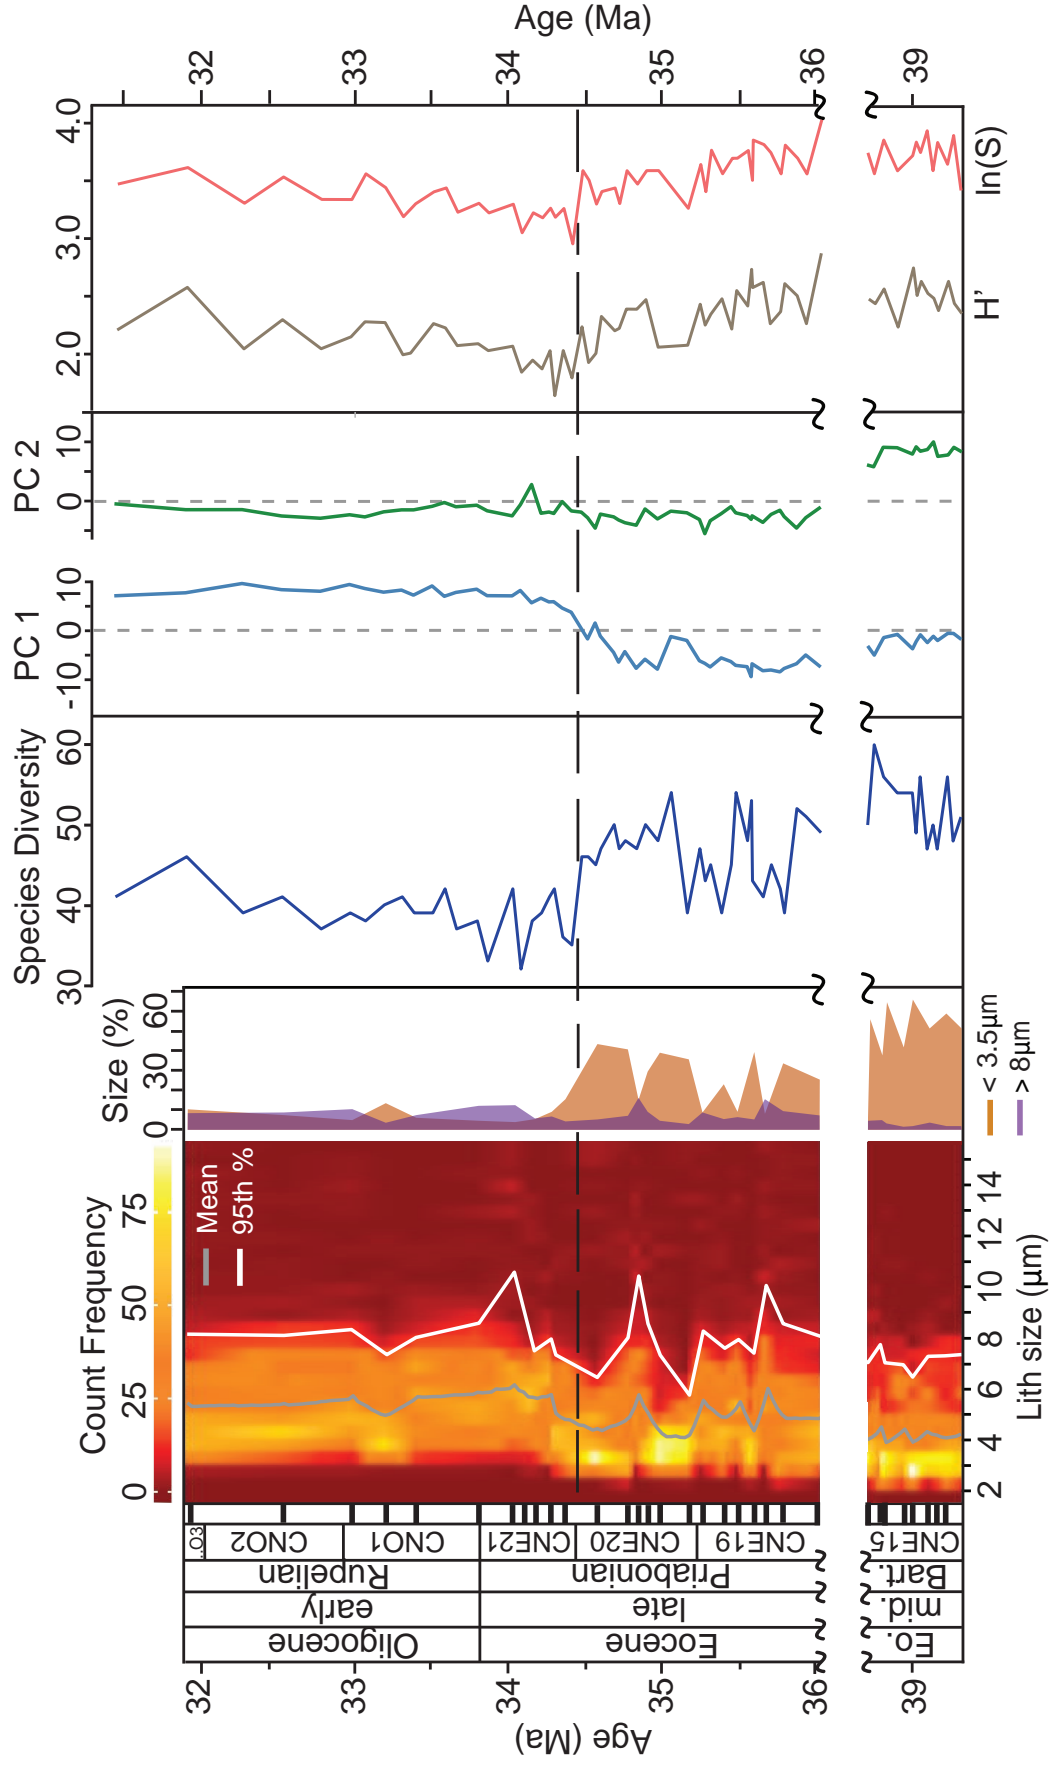 Age (Ma)
32
33
34
35
36
39
4.0
3.0
2.0
ln(S)
H'
PC 2
10
0
PC 1
10
0
-10
Species Diversity
60
50
40
30
Size (%)
60
30
0
< 3.5µm
> 8µm
Count Frequency
75
50
25
0
Mean
95th %
14
12
10
8
6
4
2
Lith size (µm)
..O3
CNO2
CNO1
CNE21
CNE20
CNE19
CNE15
Rupelian
Priabonian
Bart.
early
late
mid.
Oligocene
Eocene
Eo.
32
33
34
35
36
39
Age (Ma)